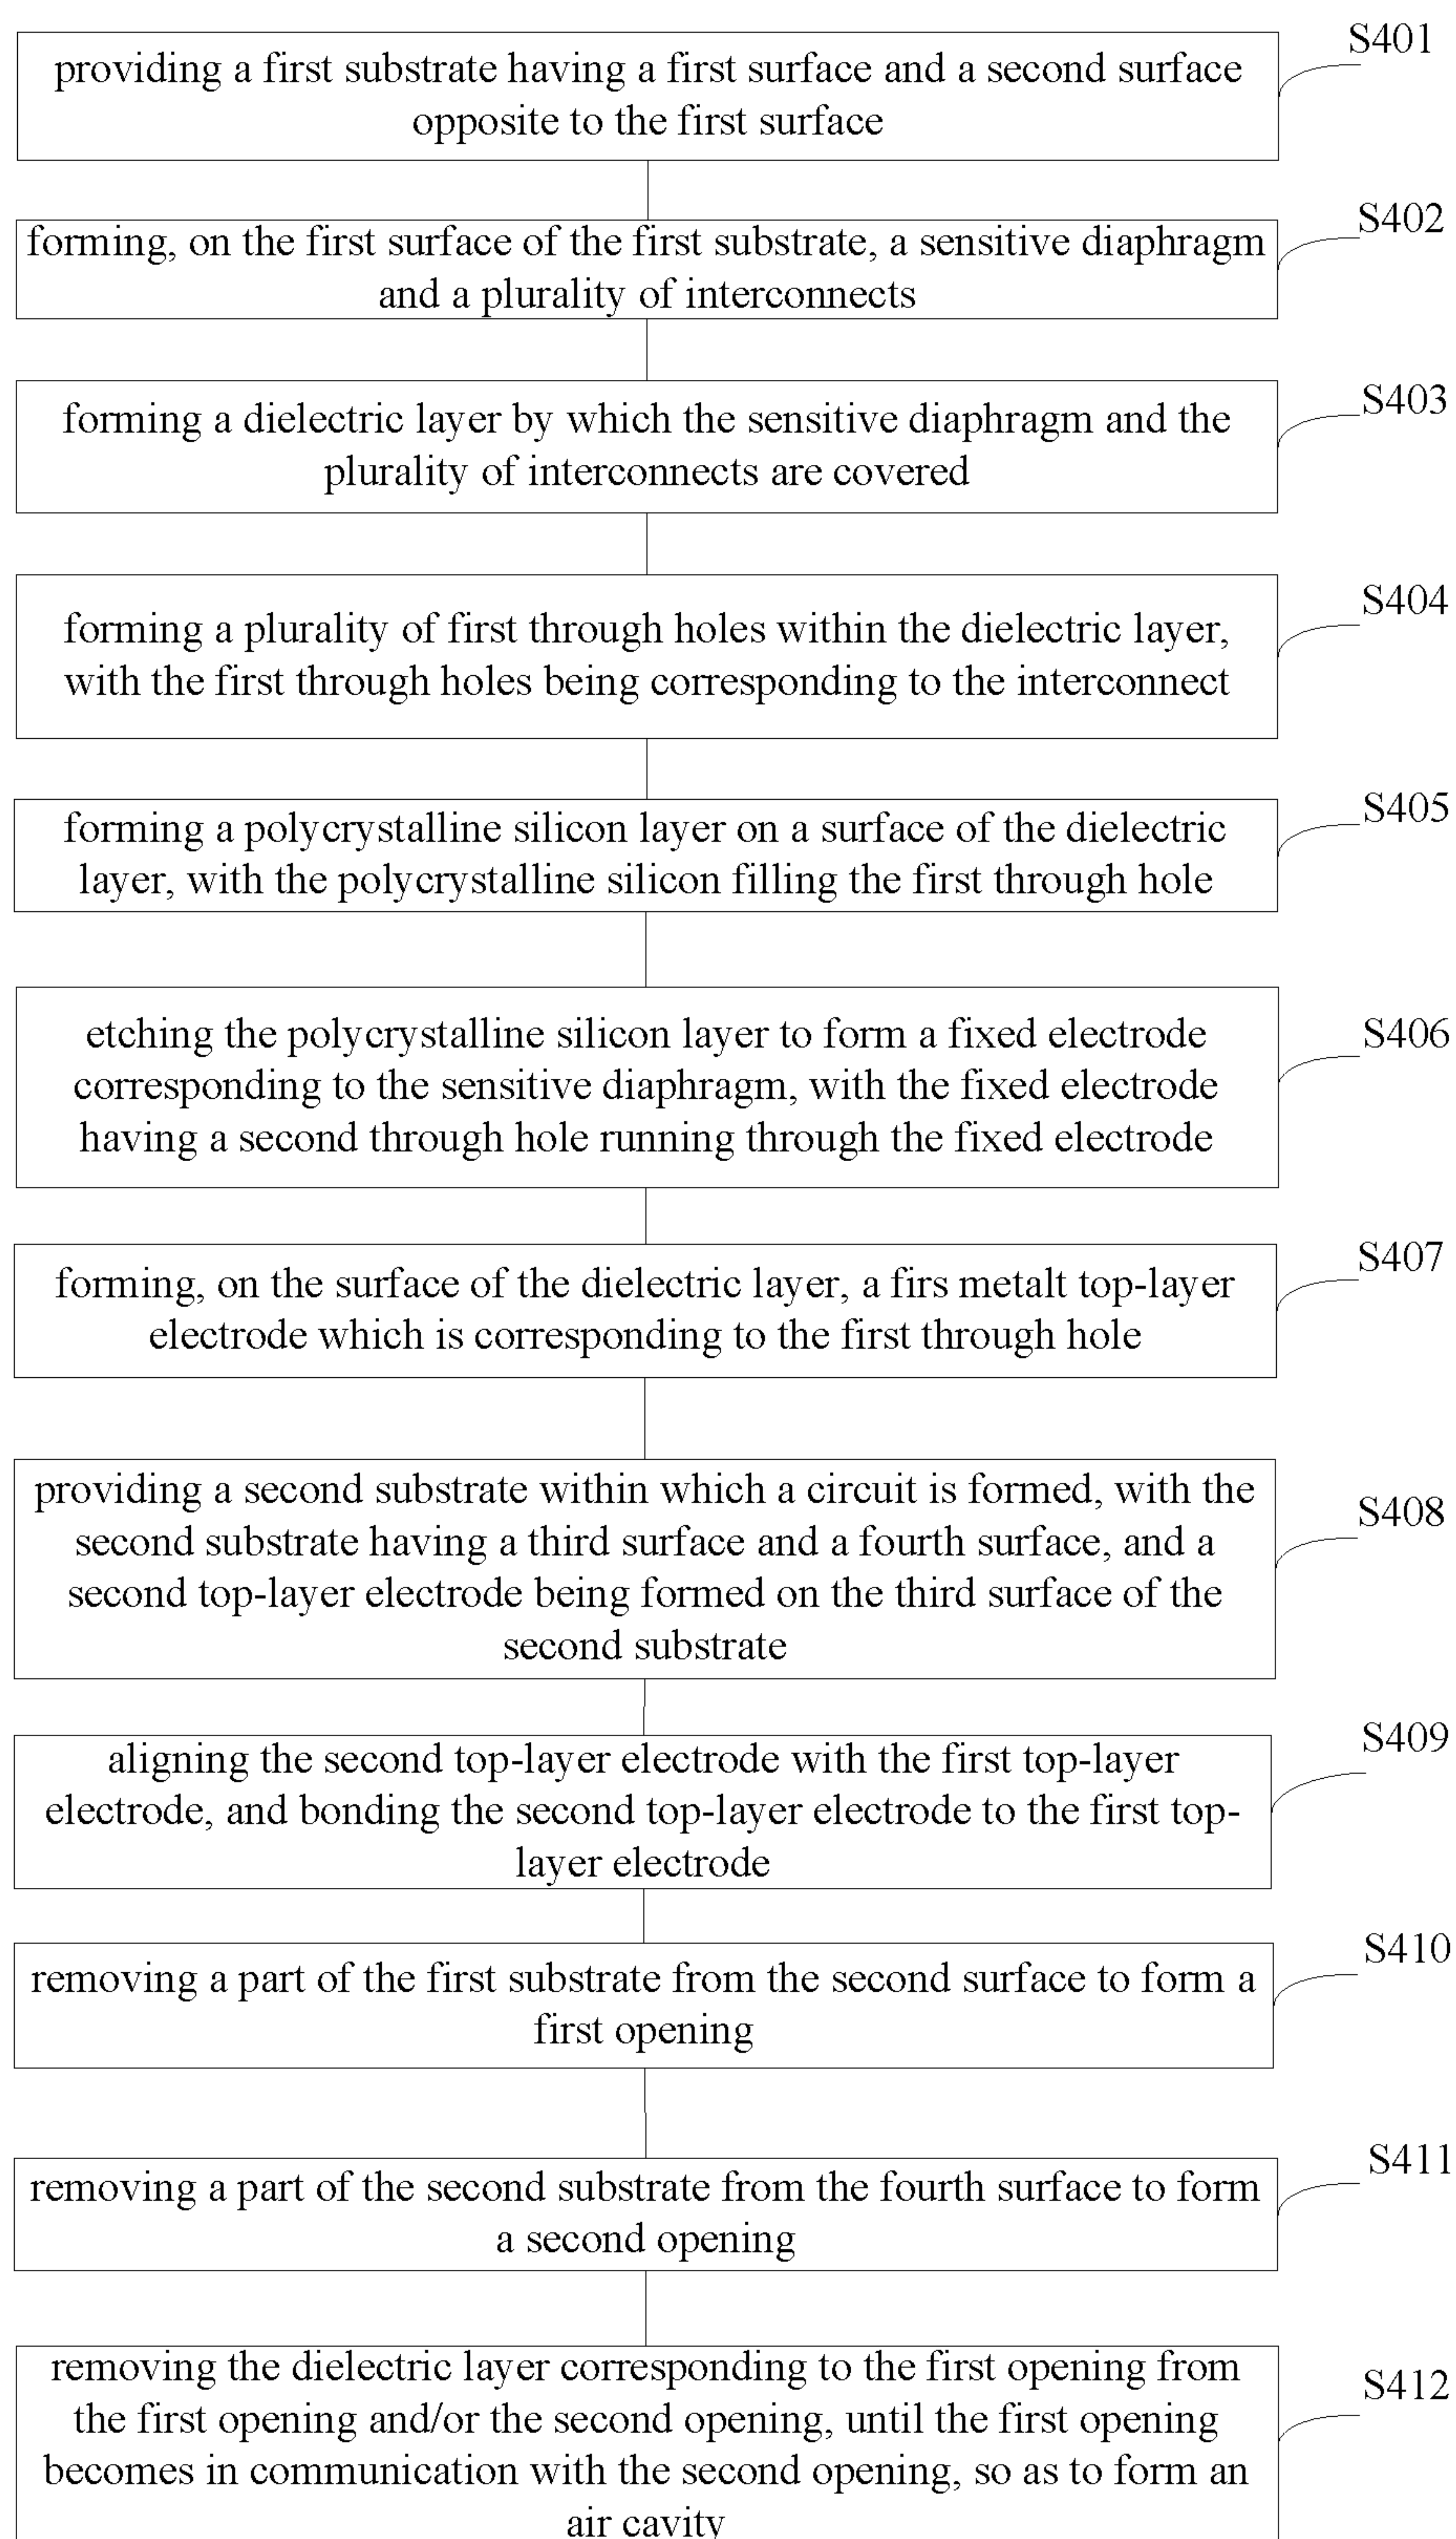 S401
providing a first substrate having a first surface and a second surface
opposite to the first surface
S402
forming, on the first surface of the first substrate, a sensitive diaphragm
and a plurality of interconnects
S403
forming a dielectric layer by which the sensitive diaphragm and the
plurality of interconnects are covered
S404
forming a plurality of first through holes within the dielectric layer,
with the first through holes being corresponding to the interconnect
S405
forming a polycrystalline silicon layer on a surface of the dielectric
layer, with the polycrystalline silicon filling the first through hole
S406
etching the polycrystalline silicon layer to form a fixed electrode
corresponding to the sensitive diaphragm, with the fixed electrode
having a second through hole running through the fixed electrode
S407
forming, on the surface of the dielectric layer, a firs metalt top-layer
electrode which is corresponding to the first through hole
S408
providing a second substrate within which a circuit is formed, with the
second substrate having a third surface and a fourth surface, and a
second top-layer electrode being formed on the third surface of the
second substrate
S409
aligning the second top-layer electrode with the first top-layer
electrode, and bonding the second top-layer electrode to the first top-
layer electrode
S410
removing a part of the first substrate from the second surface to form a
first opening
S411
removing a part of the second substrate from the fourth surface to form
a second opening
S412
removing the dielectric layer corresponding to the first opening from
the first opening and/or the second opening, until the first opening
becomes in communication with the second opening, so as to form an
air cavity